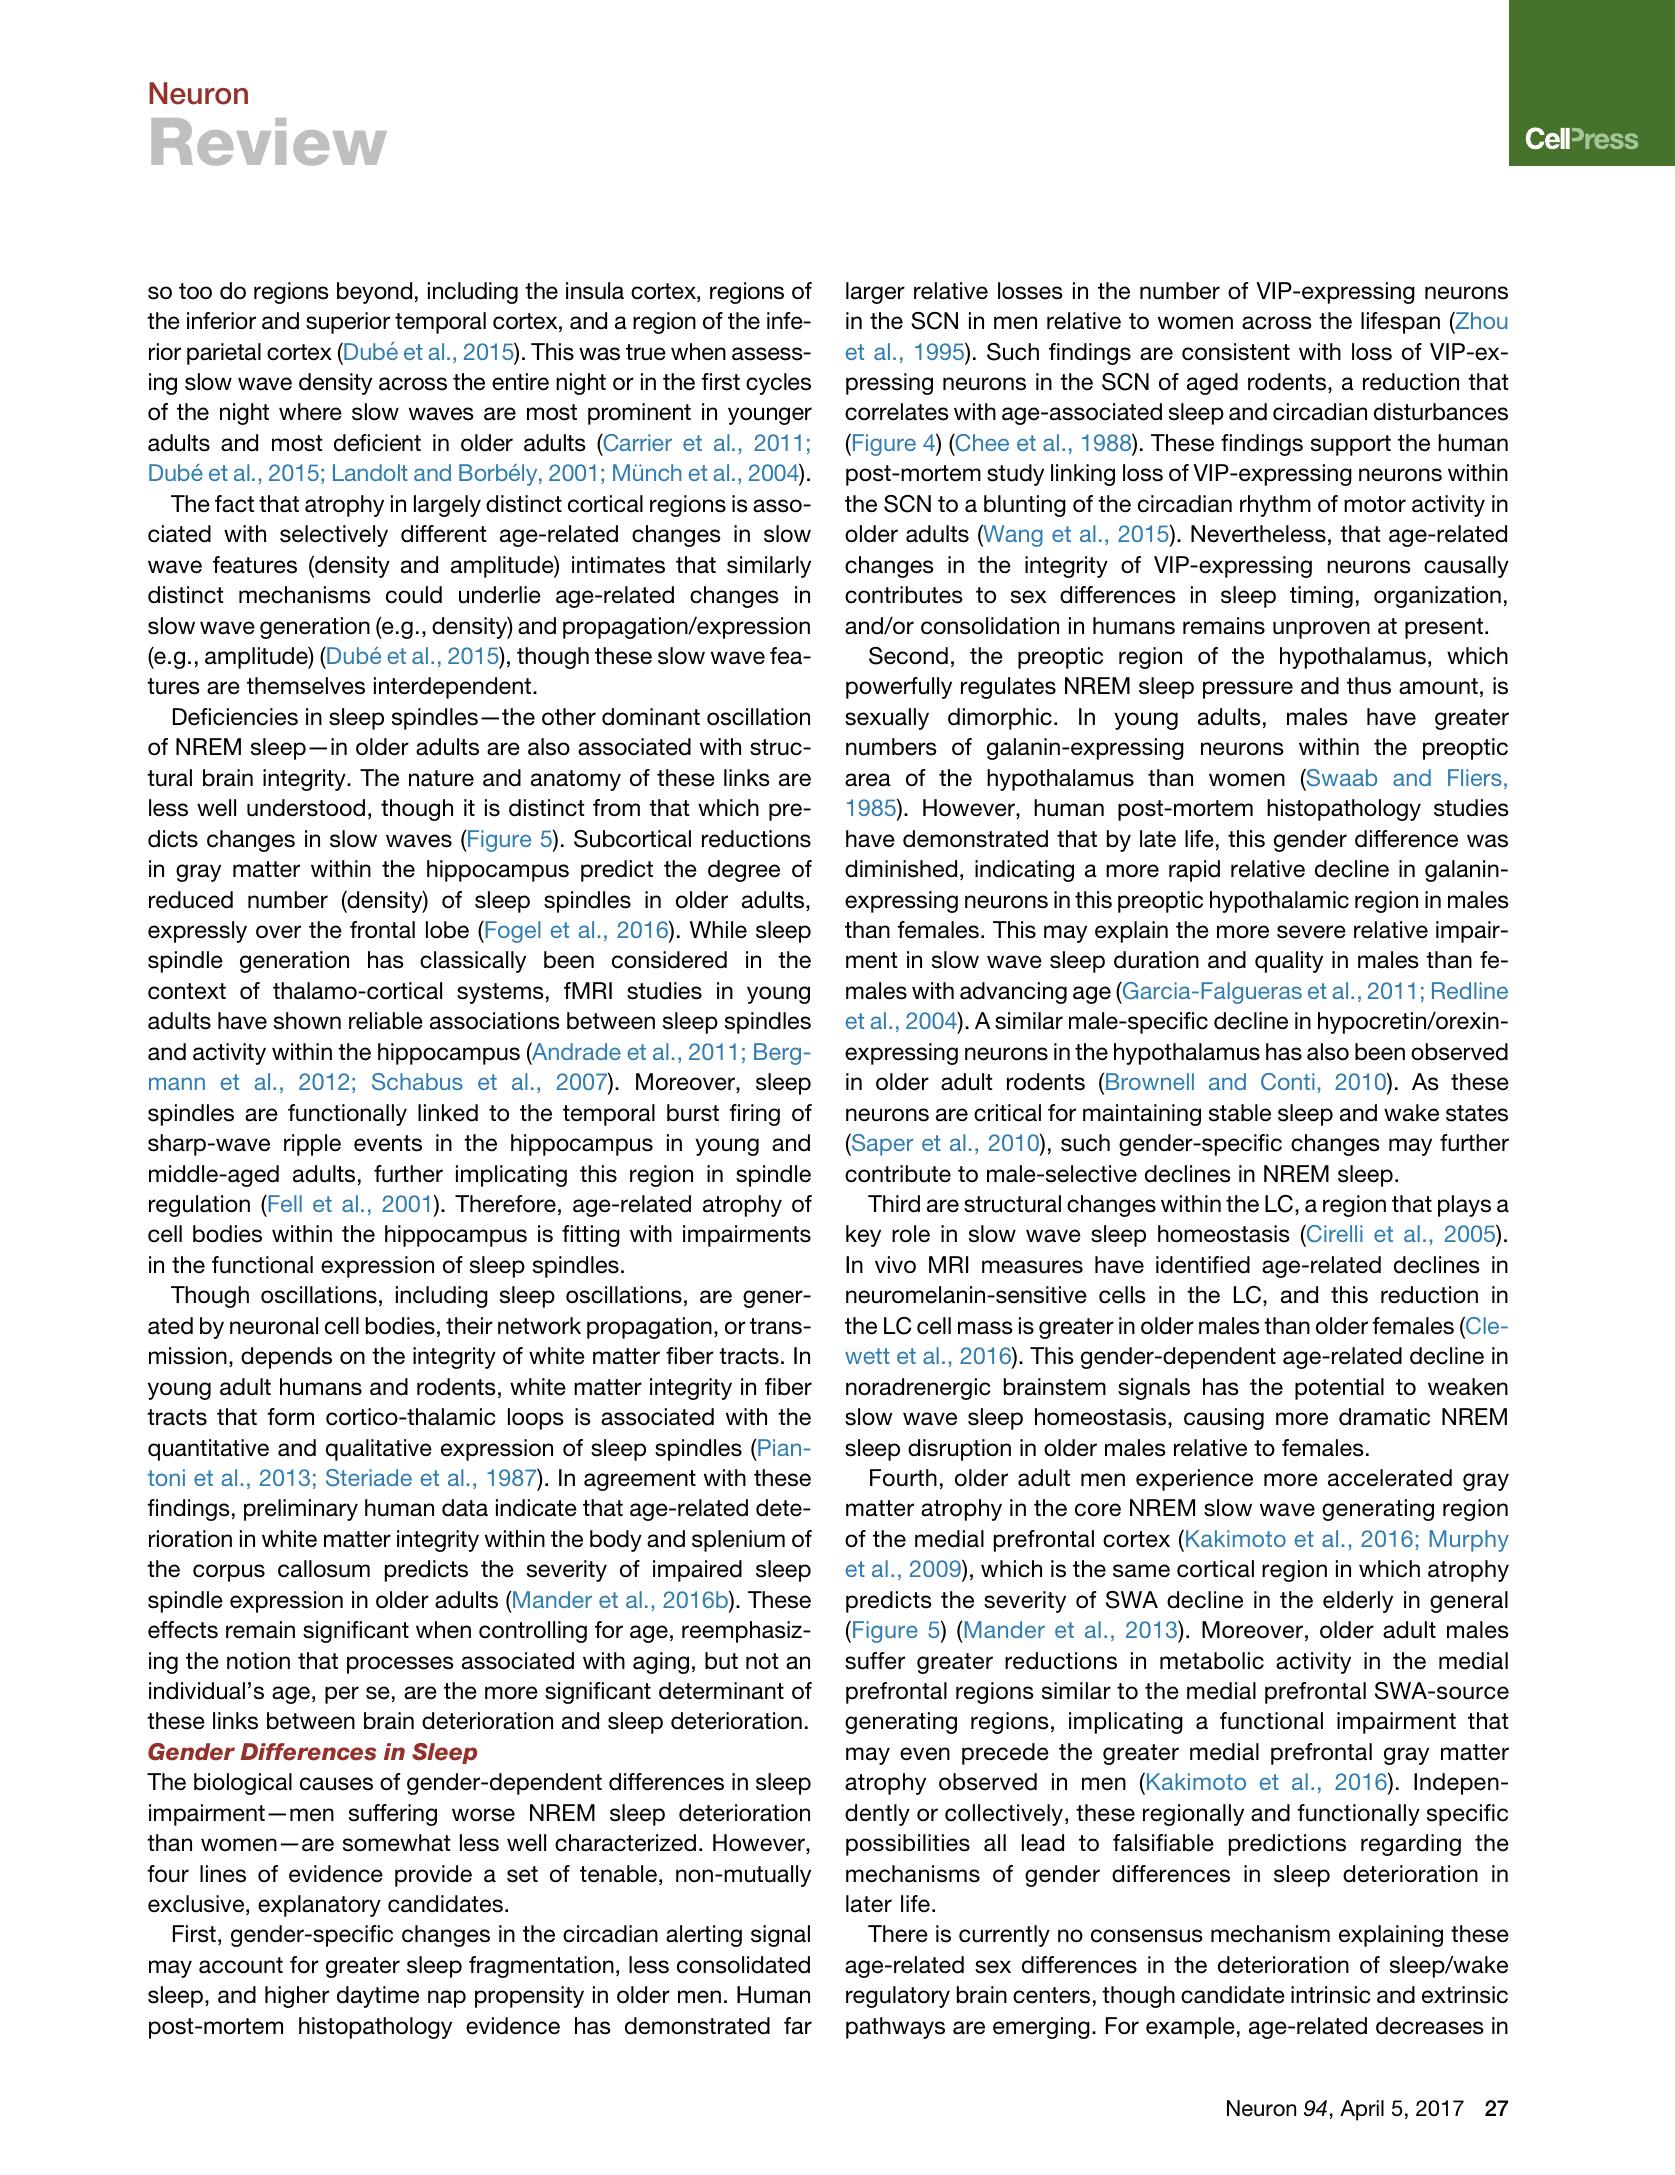 Neuron
Review
CellPress
so too do regions beyond, including the insula cortex, regions of
the inferior and superior temporal cortex, and a region of the infe-
rior parietal cortex (Dubé et al., 2015). This was true when assess-
ing slow wave density across the entire night or in the first cycles
of the night where slow waves are most prominent in younger
adults and most deficient in older adults (Carrier et al., 2011;
Dubé et al., 2015; Landolt and Borbély, 2001; Münch et al., 2004).
The fact that atrophy in largely distinct cortical regions is asso-
ciated with selectively different age-related changes in slow
wave features (density and amplitude) intimates that similarly
distinct mechanisms could underlie age-related changes in
slow wave generation (e.g., density) and propagation/expression
(e.g., amplitude) (Dubé et al., 2015), though these slow wave fea-
tures are themselves interdependent.
Deficiencies in sleep spindles—the other dominant oscillation
of NREM sleep—in older adults are also associated with struc-
tural brain integrity. The nature and anatomy of these links are
less well understood, though it is distinct from that which pre-
dicts changes in slow waves (Figure 5). Subcortical reductions
in gray matter within the hippocampus predict the degree of
reduced number (density) of sleep spindles in older adults,
expressly over the frontal lobe (Fogel et al., 2016). While sleep
spindle generation has classically been considered in the
context of thalamo-cortical systems, fMRI studies in young
adults have shown reliable associations between sleep spindles
and activity within the hippocampus (Andrade et al., 2011; Berg-
mann et al., 2012; Schabus et al., 2007). Moreover, sleep
spindles are functionally linked to the temporal burst firing of
sharp-wave ripple events in the hippocampus in young and
middle-aged adults, further implicating this region in spindle
regulation (Fell et al., 2001). Therefore, age-related atrophy of
cell bodies within the hippocampus is fitting with impairments
in the functional expression of sleep spindles.
Though oscillations, including sleep oscillations, are gener-
ated by neuronal cell bodies, their network propagation, or trans-
mission, depends on the integrity of white matter fiber tracts. In
young adult humans and rodents, white matter integrity in fiber
tracts that form cortico-thalamic loops is associated with the
quantitative and qualitative expression of sleep spindles (Pian-
toni et al., 2013; Steriade et al., 1987). In agreement with these
findings, preliminary human data indicate that age-related dete-
rioration in white matter integrity within the body and splenium of
the corpus callosum predicts the severity of impaired sleep
spindle expression in older adults (Mander et al., 2016b). These
effects remain significant when controlling for age, reemphasiz-
ing the notion that processes associated with aging, but not an
individual's age, per se, are the more significant determinant of
these links between brain deterioration and sleep deterioration.
Gender Differences in Sleep
The biological causes of gender-dependent differences in sleep
impairment—men suffering worse NREM sleep deterioration
than women—are somewhat less well characterized. However,
four lines of evidence provide a set of tenable, non-mutually
exclusive, explanatory candidates.
First, gender-specific changes in the circadian alerting signal
may account for greater sleep fragmentation, less consolidated
sleep, and higher daytime nap propensity in older men. Human
post-mortem histopathology evidence has demonstrated far
larger relative losses in the number of VIP-expressing neurons
in the SCN in men relative to women across the lifespan (Zhou
et al., 1995). Such findings are consistent with loss of VIP-ex-
pressing neurons in the SCN of aged rodents, a reduction that
correlates with age-associated sleep and circadian disturbances
(Figure 4) (Chee et al., 1988). These findings support the human
post-mortem study linking loss of VIP-expressing neurons within
the SCN to a blunting of the circadian rhythm of motor activity in
older adults (Wang et al., 2015). Nevertheless, that age-related
changes in the integrity of VIP-expressing neurons causally
contributes to sex differences in sleep timing, organization,
and/or consolidation in humans remains unproven at present.
Second, the preoptic region of the hypothalamus, which
powerfully regulates NREM sleep pressure and thus amount, is
sexually dimorphic. In young adults, males have greater
numbers of galanin-expressing neurons within the preoptic
area of the hypothalamus than women (Swaab and Fliers,
1985). However, human post-mortem histopathology studies
have demonstrated that by late life, this gender difference was
diminished, indicating a more rapid relative decline in galanin-
expressing neurons in this preoptic hypothalamic region in males
than females. This may explain the more severe relative impair-
ment in slow wave sleep duration and quality in males than fe-
males with advancing age (Garcia-Falgueras et al., 2011; Redline
et al., 2004). A similar male-specific decline in hypocretin/orexin-
expressing neurons in the hypothalamus has also been observed
in older adult rodents (Brownell and Conti, 2010). As these
neurons are critical for maintaining stable sleep and wake states
(Saper et al., 2010), such gender-specific changes may further
contribute to male-selective declines in NREM sleep.
Third are structural changes within the LC, a region that plays a
key role in slow wave sleep homeostasis (Cirelli et al., 2005).
In vivo MRI measures have identified age-related declines in
neuromelanin-sensitive cells in the LC, and this reduction in
the LC cell mass is greater in older males than older females (Cle-
wett et al., 2016). This gender-dependent age-related decline in
noradrenergic brainstem signals has the potential to weaken
slow wave sleep homeostasis, causing more dramatic NREM
sleep disruption in older males relative to females.
Fourth, older adult men experience more accelerated gray
matter atrophy in the core NREM slow wave generating region
of the medial prefrontal cortex (Kakimoto et al., 2016; Murphy
et al., 2009), which is the same cortical region in which atrophy
predicts the severity of SWA decline in the elderly in general
(Figure 5) (Mander et al., 2013). Moreover, older adult males
suffer greater reductions in metabolic activity in the medial
prefrontal regions similar to the medial prefrontal SWA-source
generating regions, implicating a functional impairment that
may even precede the greater medial prefrontal gray matter
atrophy observed in men (Kakimoto et al., 2016). Indepen-
dently or collectively, these regionally and functionally specific
possibilities all lead to falsifiable predictions regarding the
mechanisms of gender differences in sleep deterioration in
later life.
There is currently no consensus mechanism explaining these
age-related sex differences in the deterioration of sleep/wake
regulatory brain centers, though candidate intrinsic and extrinsic
pathways are emerging. For example, age-related decreases in
Neuron 94, April 5, 2017 27